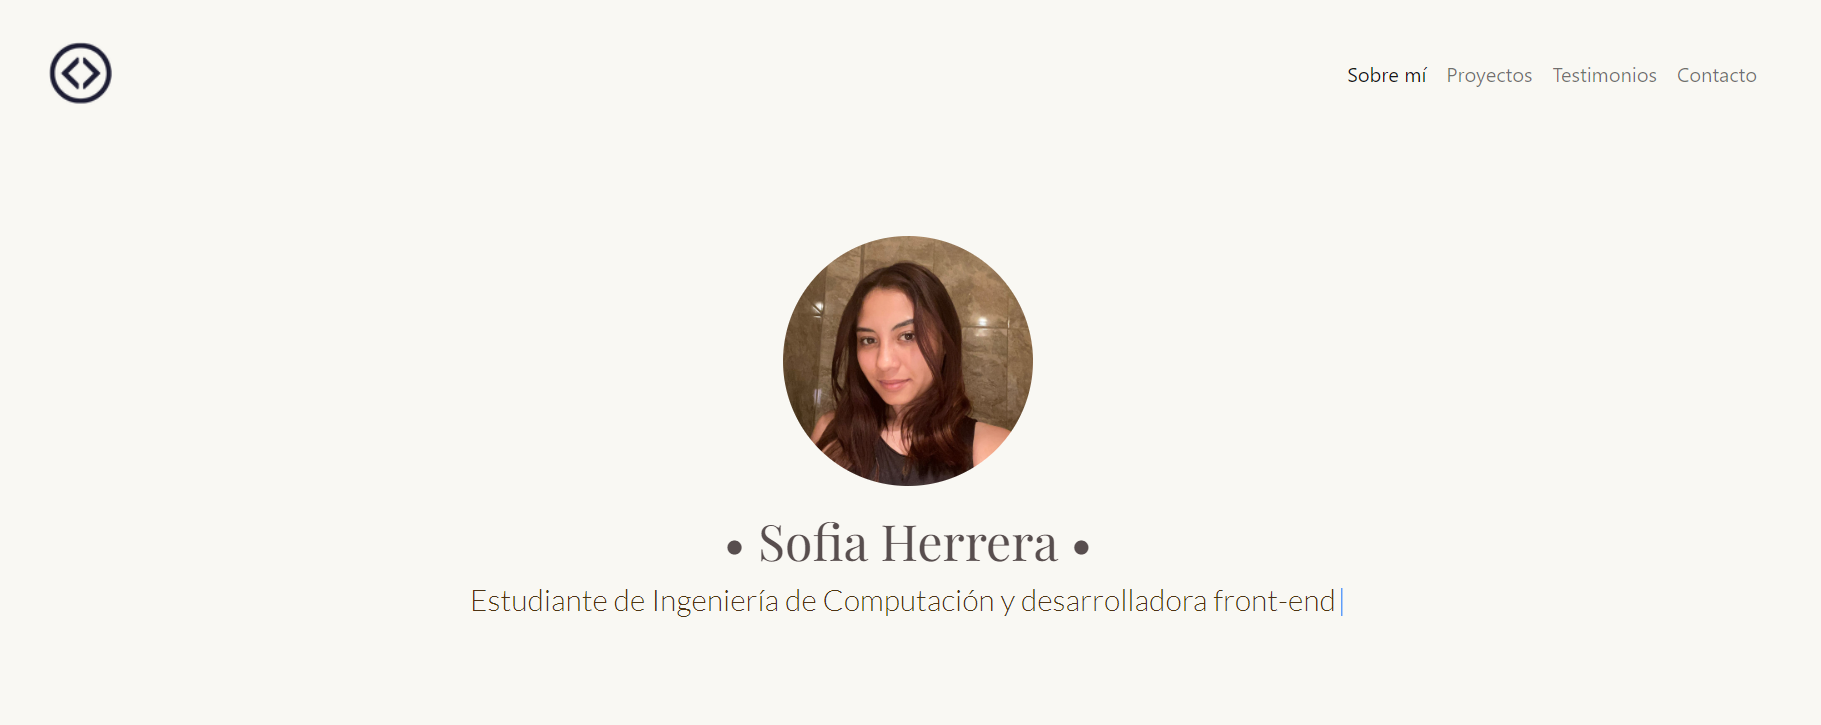 Sobre mí Proyectos Testimonios Contacto
• Sofia Herrera •
Estudiante de Ingeniería de Computación y desarrolladora front-end|